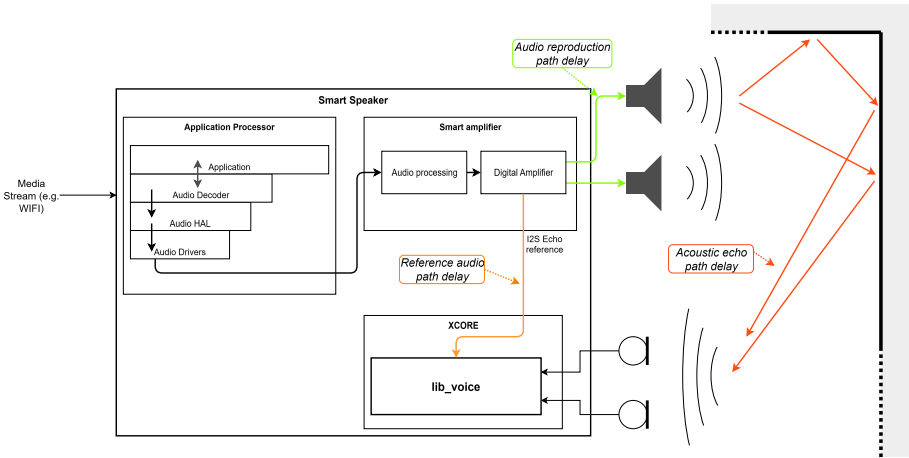 Audio reproduction
path delay
Smart Speaker
Application Processor
Smart amplifier
Application
Audio processing
Digital Amplifier
Media
Stream (e.g.
WIFI)
Audio Decoder
Audio HAL
Audio Drivers
I2S Echo
reference
Reference audio
path delay
Acoustic echo
path delay
XCORE
lib_voice